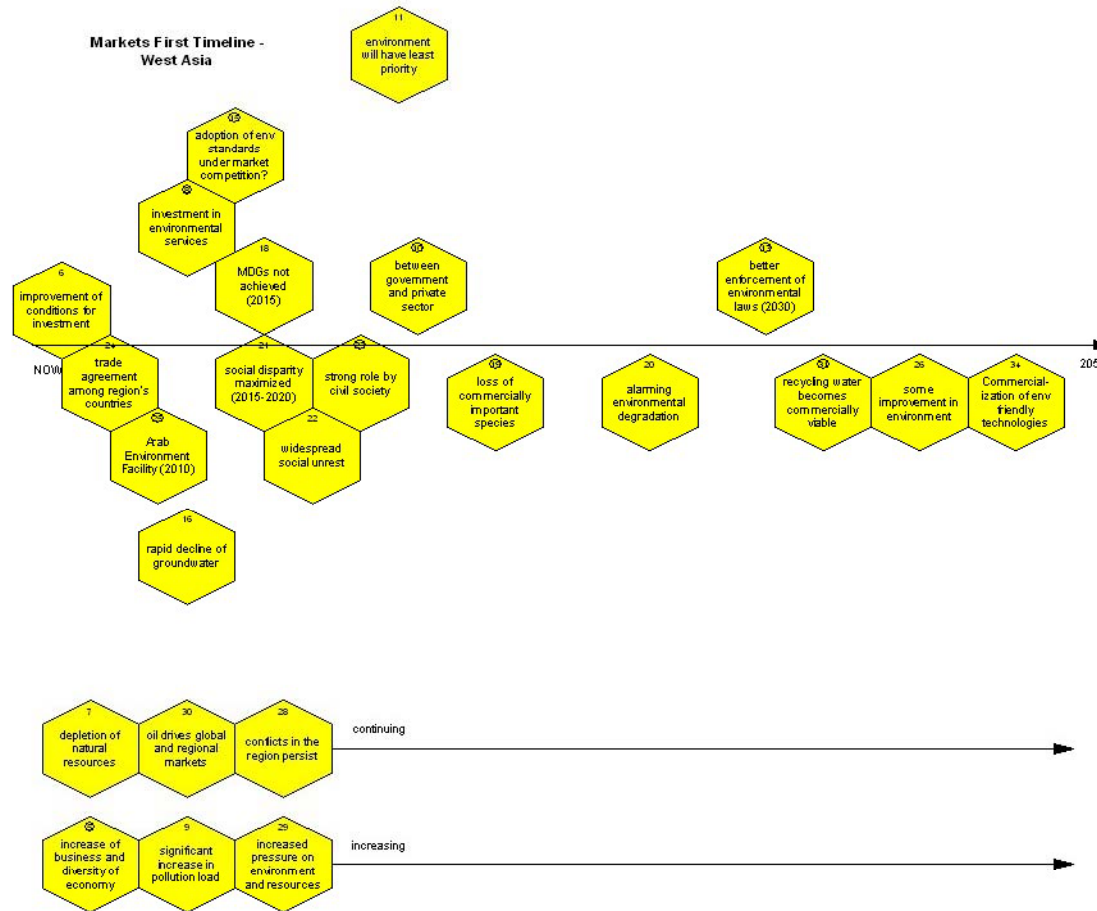 Markets First Timeline -
West Asia
11
environment
will have least
priority
adoption of env
standards
under market
competition?
investment in
environmental
services
18
MDGs not
achieved
(2015)
between
government
and private
sector
better
enforcement of
environmental
laws (2030)
6
improvement of
conditions for
investment
NOW
205
24
trade
agreement
among region's
countries
21
social disparity
maximized
(2015-2020)
strong role by
civil society
loss of
commercially
important
species
20
alarming
environmental
degradation
recycling water
becomes
commercially
viable
26
some
improvement in
environment
34
Commercial-
ization of env
friendly
technologies
Arab
Environment
Facility (2010)
22
widespread
social unrest
16
rapid decline of
groundwater
7
depletion of
natural
resources
30
oil drives global
and regional
markets
28
conflicts in the
region persist
continuing
increase of
business and
diversity of
economy
9
significant
increase in
pollution load
29
increased
pressure on
environment
and resources
increasing